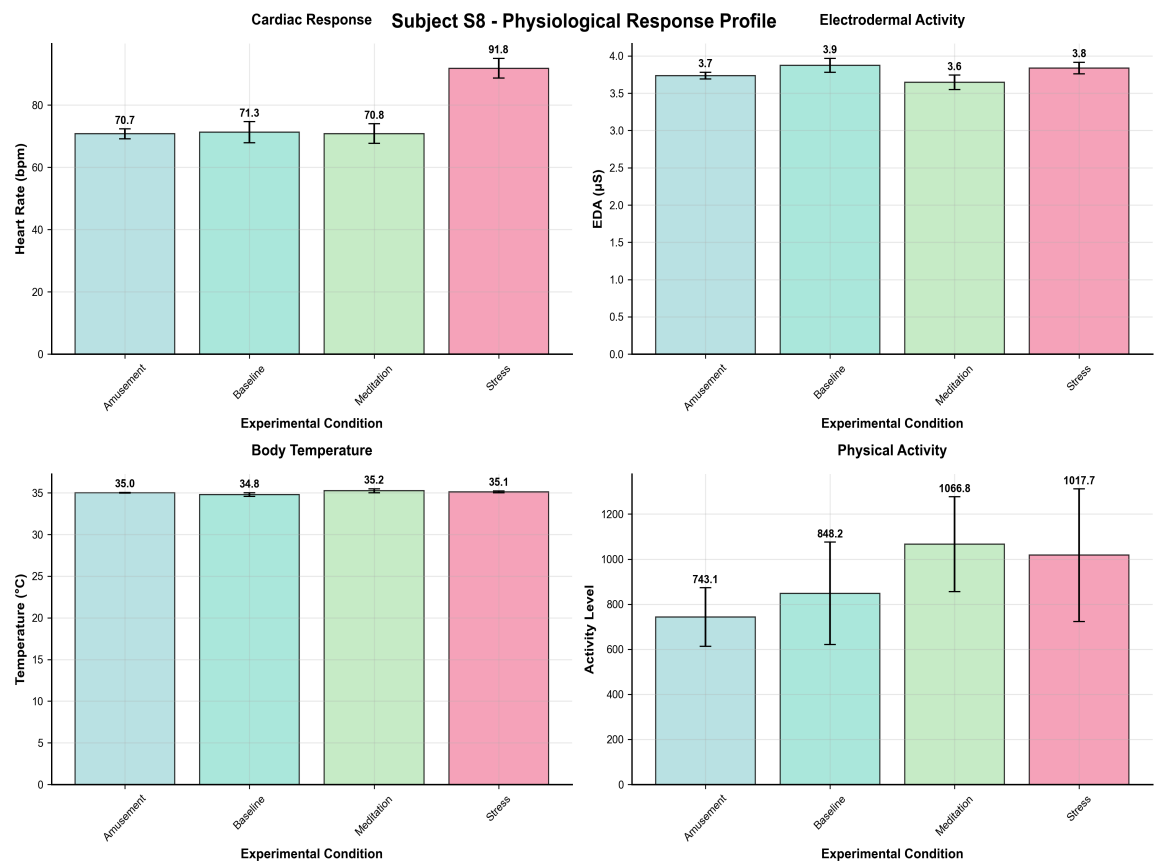 Subject S8 - Physiological Response Profile
Cardiac Response
91.8
70.7
71.3
70.8
80
60
40
20
0
Heart Rate (bpm)
Amusement
Baseline
Meditation
Stress
Experimental Condition
Electrodermal Activity
3.7
3.9
3.6
3.8
4.0
3.5
3.0
2.5
2.0
1.5
1.0
0.5
0.0
EDA (μS)
Amusement
Baseline
Meditation
Stress
Experimental Condition
Body Temperature
35.0
34.8
35.2
35.1
35
30
25
20
15
10
5
0
Temperature (°C)
Amusement
Baseline
Meditation
Stress
Experimental Condition
Physical Activity
743.1
848.2
1066.8
1017.7
1200
1000
800
600
400
200
0
Activity Level
Amusement
Baseline
Meditation
Stress
Experimental Condition